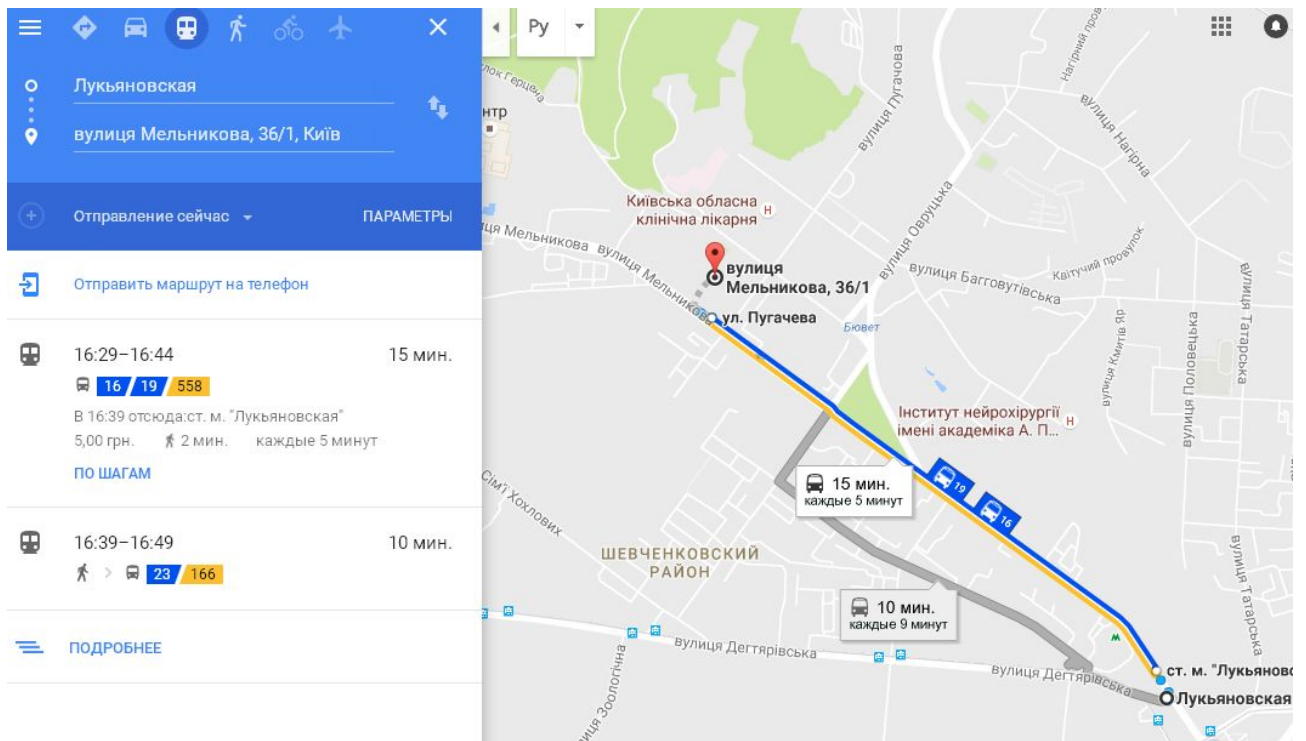 Лукьяновская
вулиця Мельникова, 36/1, Київ
Отправление сейчас
ПАРАМЕТРЫ
Отправить маршрут на телефон
16:29–16:44
15 мин.
16 19 558
В 16:39 отсюда:ст. м. "Лукьяновская"
5,00 грн. 2 мин. каждые 5 минут
ПО ШАГАМ
16:39–16:49
10 мин.
23 166
ПОДРОБНЕЕ
Ру
вулиця Пугачова
вулиця Нагірна
Київська обласна
клінічна лікарня
H
вулиця Овруцька
вулиця Мельникова
вулиця
Мельникова, 36/1
вулиця Багговутівська
Квітучий провулок
ул. Пугачева
Бювет
вулиця Татарська
вулиця Половецька
вулиця Кмитів Яр
Інститут нейрохірургії
імені академіка А. П...
H
15 мин.
каждые 5 минут
19
16
Сім'ї Хохлових
ШЕВЧЕНКОВСКИЙ
РАЙОН
10 мин.
каждые 9 минут
вулиця Татарська
вулиця Дегтярівська
вулиця Дегтярівська
ст. м. "Лукьяновс
Лукьяновская